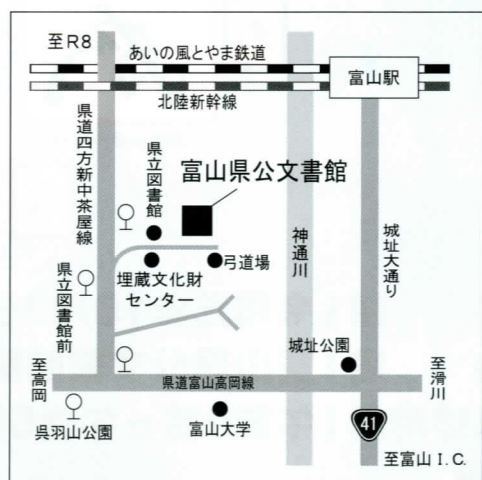 至R8
あいの風とやま鉄道
富山駅
北陸新幹線
県道四方新中茶屋線
県立図書館
富山県公文書館
神通川
城址大通り
県立図書館前
埋蔵文化財
センター
弓道場
城址公園
至高岡
県道富山高岡線
至滑川
呉羽山公園
富山大学
41
至富山I.C.